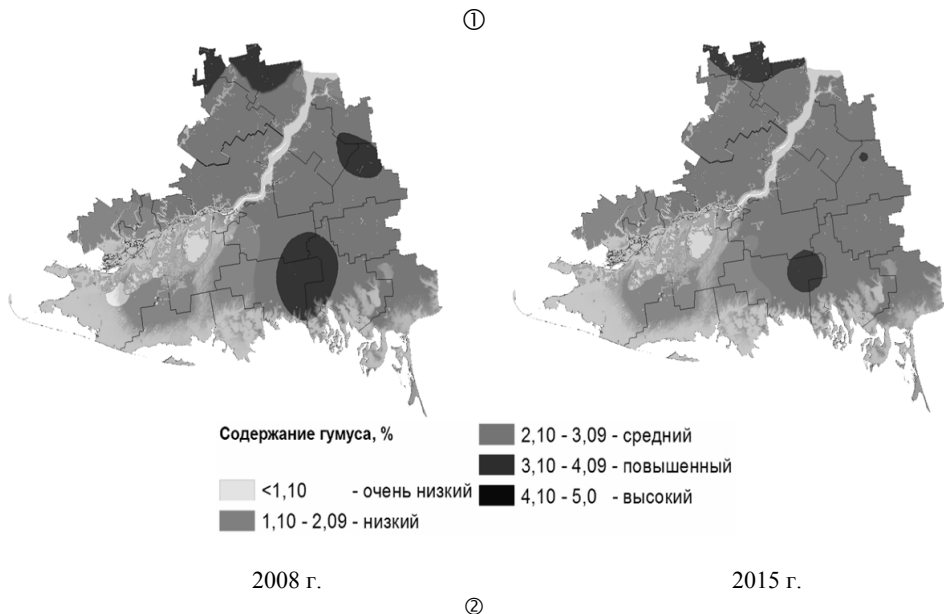 ①
Содержание гумуса, %
<1,10 - очень низкий
1,10 - 2,09 - низкий
2,10 - 3,09 - средний
3,10 - 4,09 - повышенный
4,10 - 5,0 - высокий
2008 г.
2015 г.
②